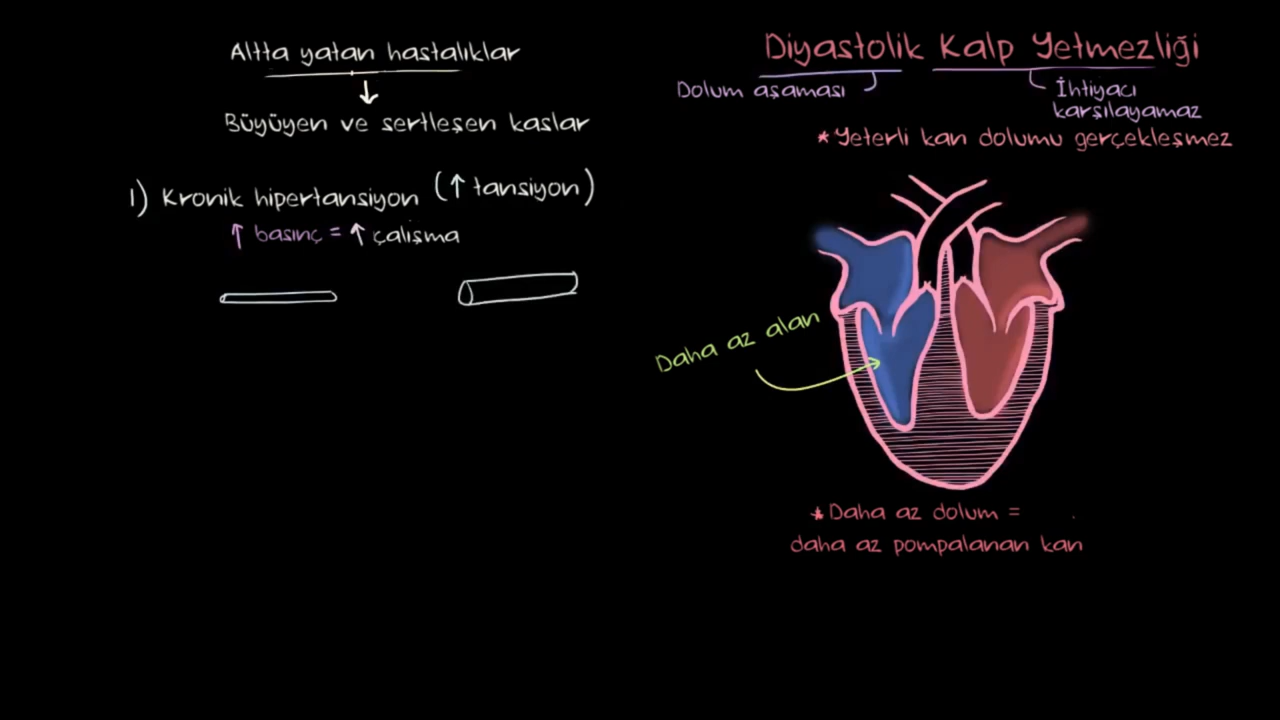 Altta yatan hastalıklar
Büyüyen ve sertleşen kaslar
1) Kronik hipertansiyon (↑ tansiyon)
↑ basınç = ↑ çalışma
Diyastolik Kalp Yetmezliği
Dolum aşaması
İhtiyacı
karşılayamaz
*Yeterli kan dolumu gerçekleşmez
Daha az alan
*Daha az dolum =
daha az pompalanan kan